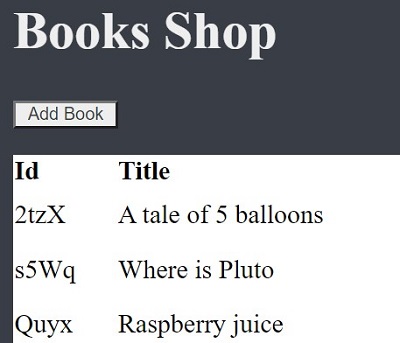 Books Shop
Add Book
Id Title
2tzX A tale of 5 balloons
s5Wq Where is Pluto
Quyx Raspberry juice